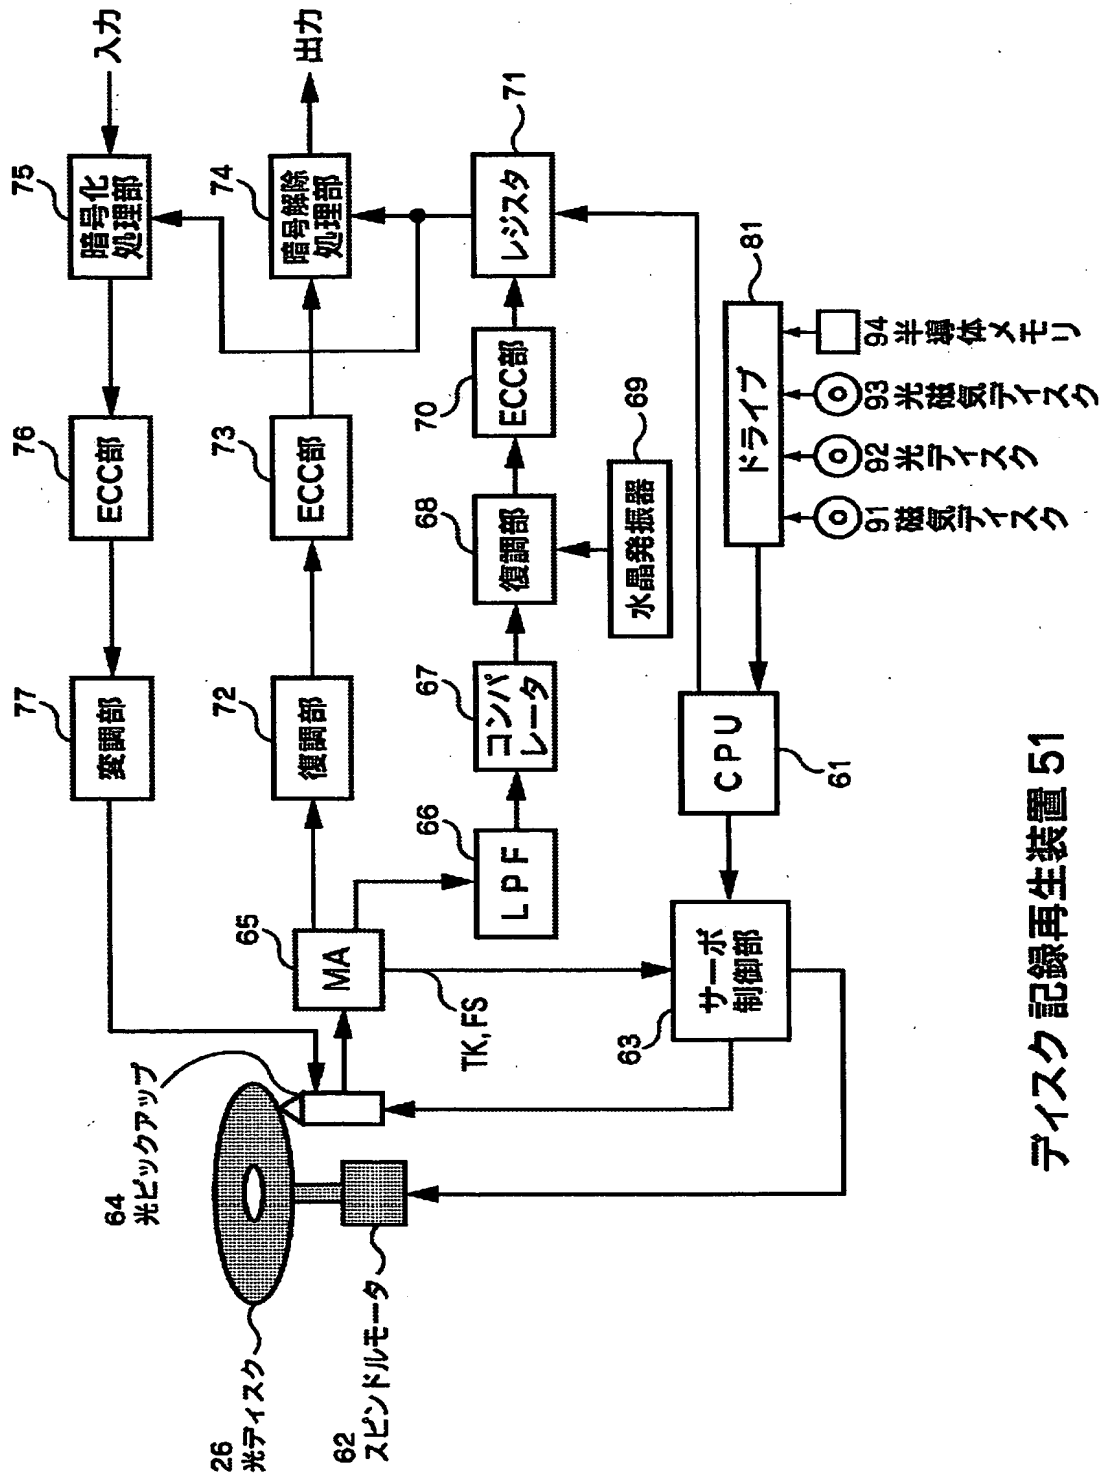 26
光ディスク
64
光ピックアップ
62
スピンドルモータ
77
変調部
76
ECC部
75
暗号化
処理部
入力
65
MA
72
復調部
73
ECC部
74
暗号解除
処理部
出力
TK,FS
66
LPF
67
コンパ
レータ
68
復調部
70
ECC部
71
レジスタ
69
水晶発振器
63
サーボ
制御部
CPU
61
81
ドライブ
91
磁気ディスク
92
光ディスク
93
光磁気ディスク
94
半導体メモリ
ディスク記録再生装置 51